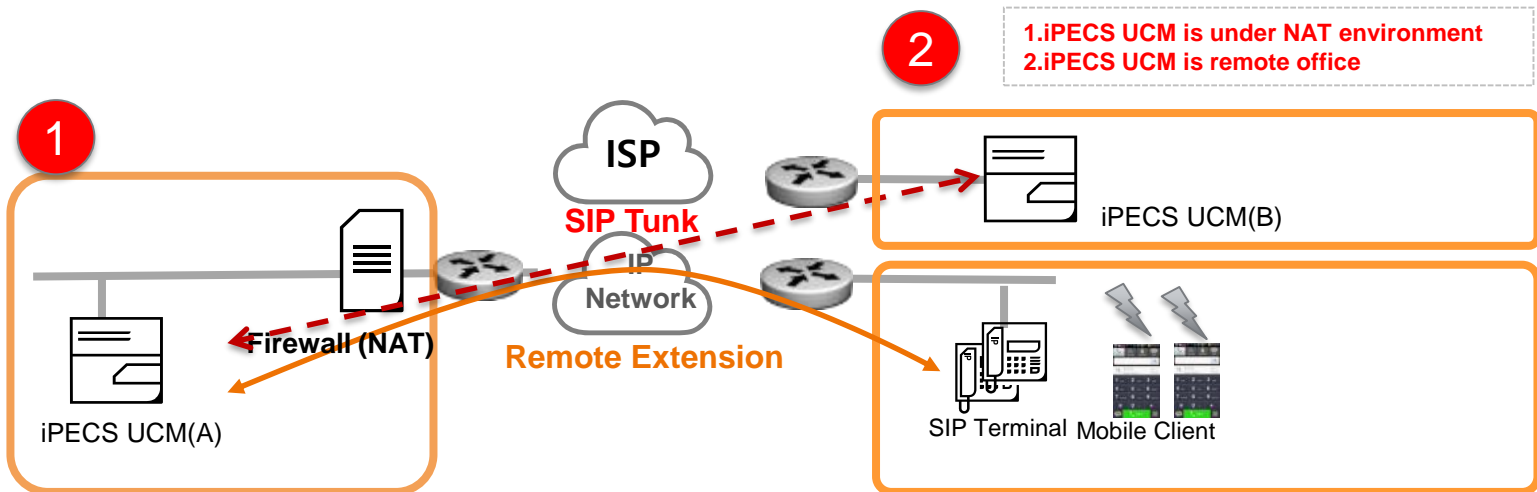 1
2
1.iPECS UCM is under NAT environment
2.iPECS UCM is remote office
ISP
SIP Tunk
IP
Network
Remote Extension
Firewall (NAT)
iPECS UCM(A)
iPECS UCM(B)
SIP Terminal
Mobile Client